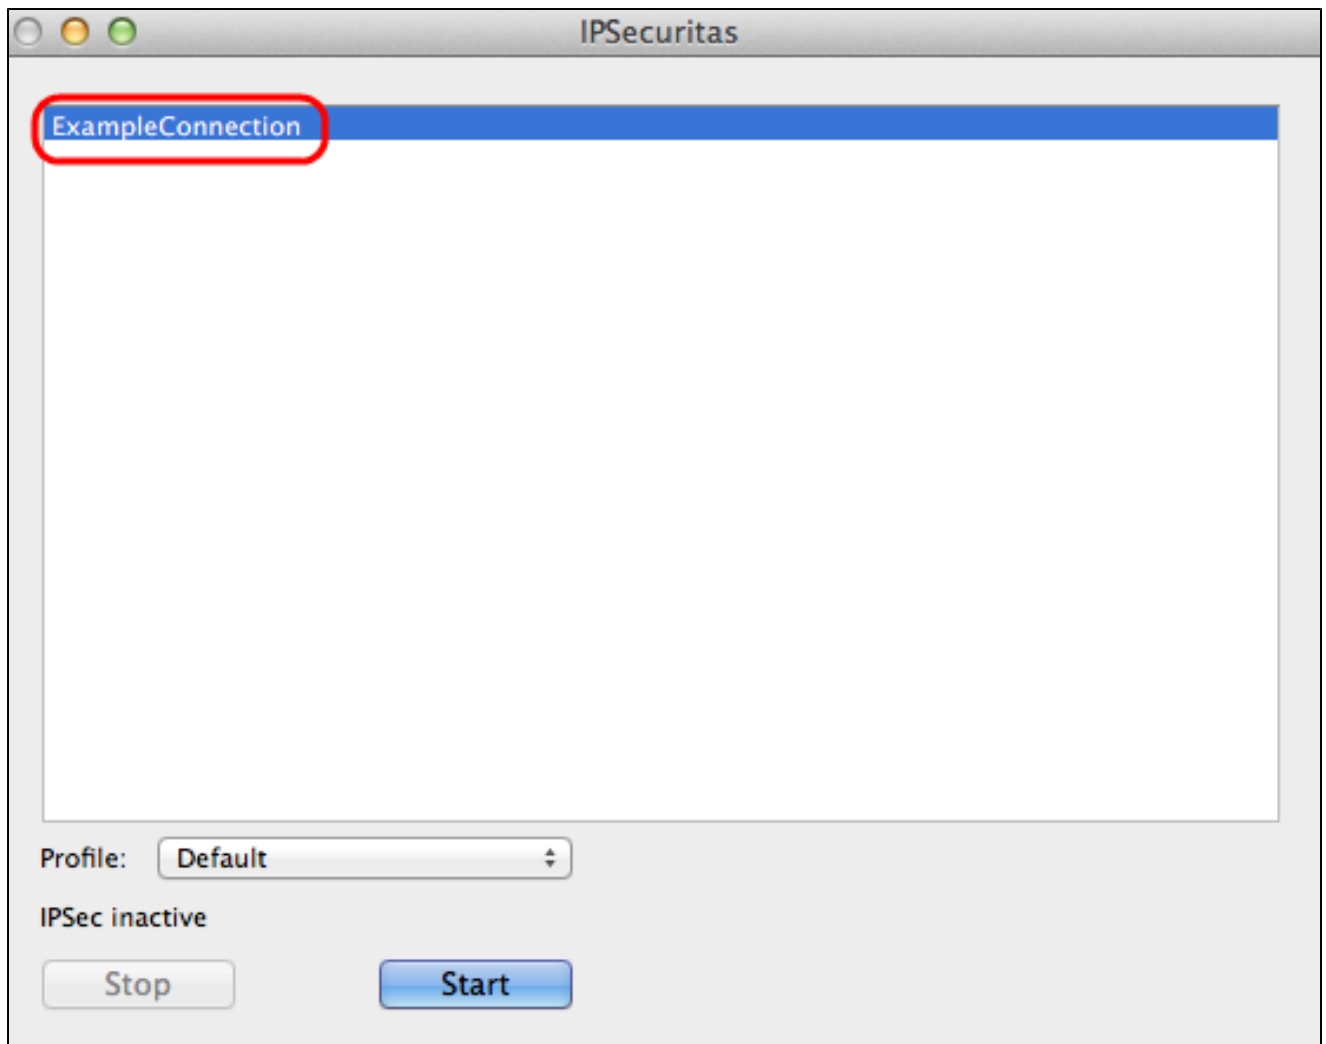 IPSecuritas
ExampleConnection
Profile: Default
IPSec inactive
Stop Start